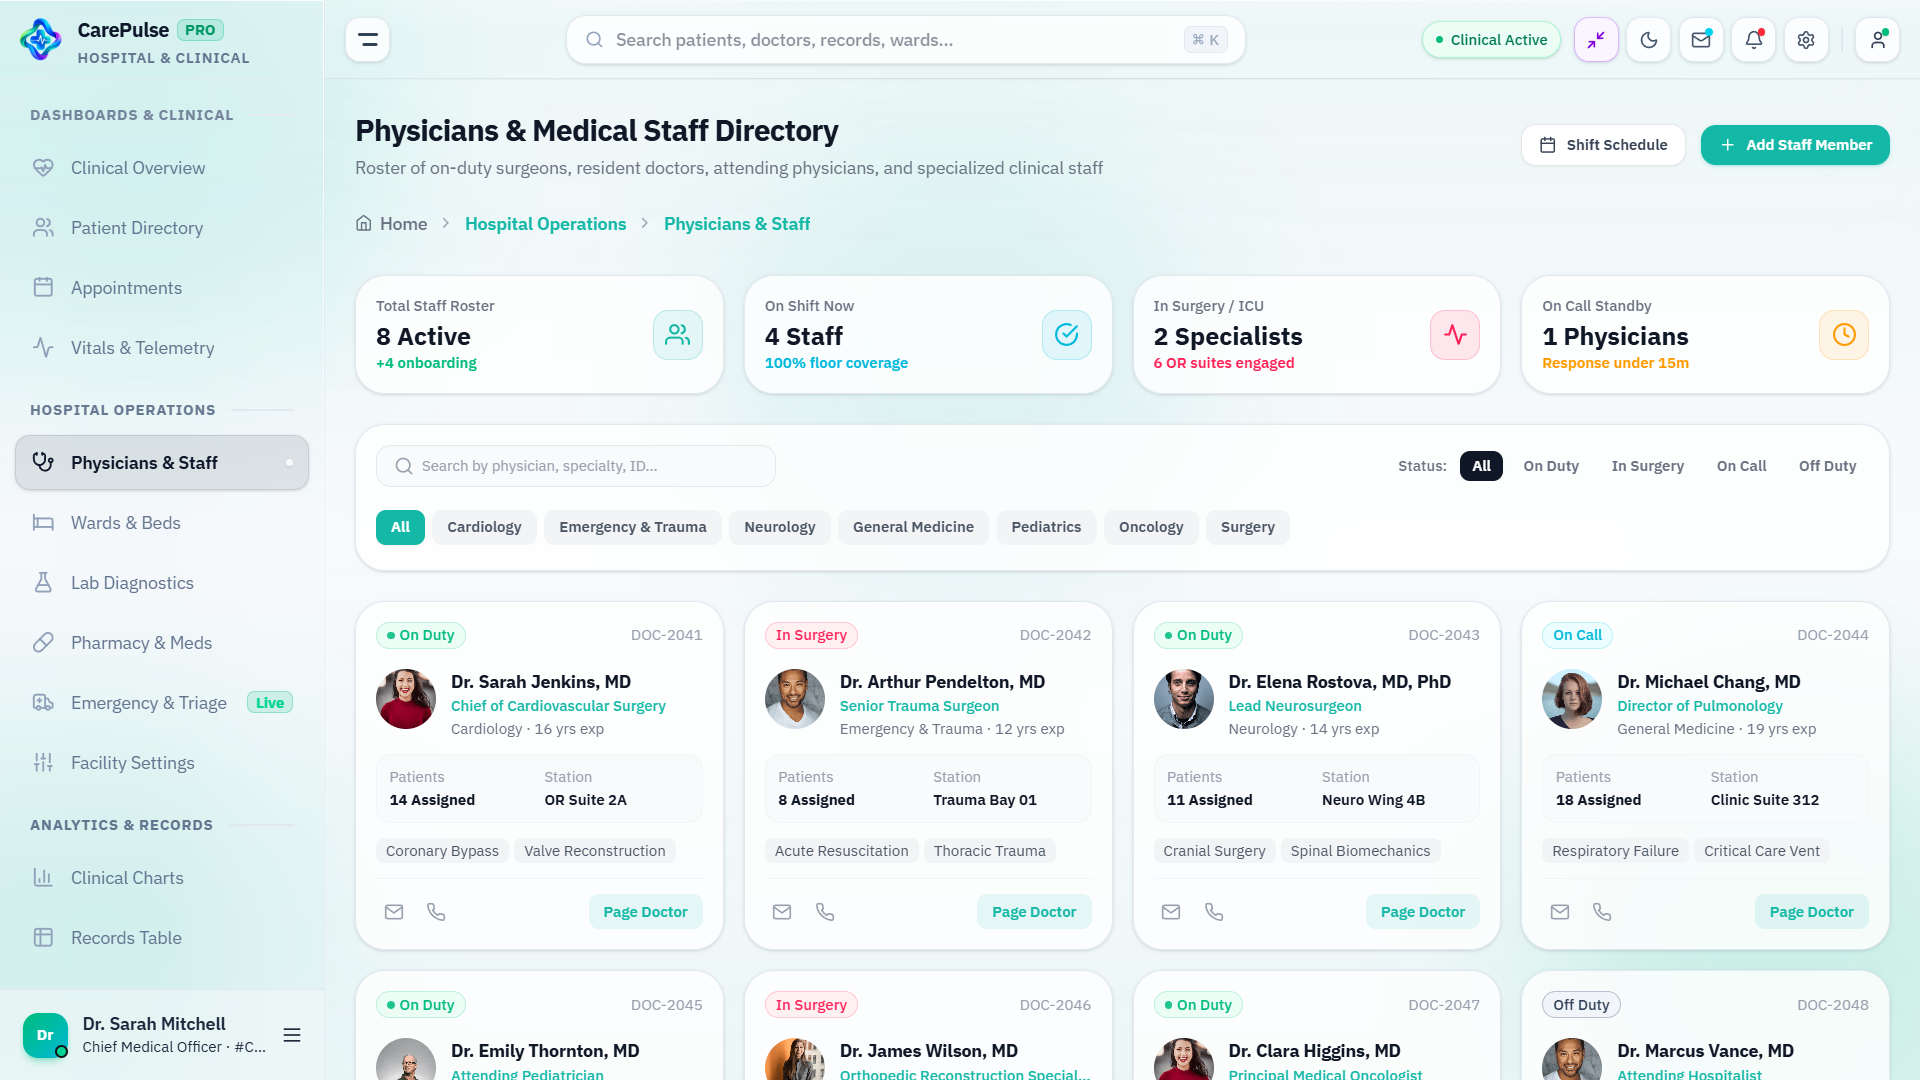 CarePulse PRO
HOSPITAL & CLINICAL
Search patients, doctors, records, wards...
⌘ K
Clinical Active
DASHBOARDS & CLINICAL
Clinical Overview
Patient Directory
Appointments
Vitals & Telemetry
HOSPITAL OPERATIONS
Physicians & Staff
Wards & Beds
Lab Diagnostics
Pharmacy & Meds
Emergency & Triage Live
Facility Settings
ANALYTICS & RECORDS
Clinical Charts
Records Table
Dr
Dr. Sarah Mitchell
Chief Medical Officer · #C...
Physicians & Medical Staff Directory
Roster of on-duty surgeons, resident doctors, attending physicians, and specialized clinical staff
Shift Schedule
Add Staff Member
Home > Hospital Operations > Physicians & Staff
Total Staff Roster
8 Active
+4 onboarding
On Shift Now
4 Staff
100% floor coverage
In Surgery / ICU
2 Specialists
6 OR suites engaged
On Call Standby
1 Physicians
Response under 15m
Search by physician, specialty, ID...
Status: All On Duty In Surgery On Call Off Duty
All Cardiology Emergency & Trauma Neurology General Medicine Pediatrics Oncology Surgery
On Duty DOC-2041
Dr. Sarah Jenkins, MD
Chief of Cardiovascular Surgery
Cardiology · 16 yrs exp
Patients Station
14 Assigned OR Suite 2A
Coronary Bypass Valve Reconstruction
Page Doctor
In Surgery DOC-2042
Dr. Arthur Pendelton, MD
Senior Trauma Surgeon
Emergency & Trauma · 12 yrs exp
Patients Station
8 Assigned Trauma Bay 01
Acute Resuscitation Thoracic Trauma
Page Doctor
On Duty DOC-2043
Dr. Elena Rostova, MD, PhD
Lead Neurosurgeon
Neurology · 14 yrs exp
Patients Station
11 Assigned Neuro Wing 4B
Cranial Surgery Spinal Biomechanics
Page Doctor
On Call DOC-2044
Dr. Michael Chang, MD
Director of Pulmonology
General Medicine · 19 yrs exp
Patients Station
18 Assigned Clinic Suite 312
Respiratory Failure Critical Care Vent
Page Doctor
On Duty DOC-2045
Dr. Emily Thornton, MD
Attending Pediatrician
In Surgery DOC-2046
Dr. James Wilson, MD
Orthopedic Reconstruction Special...
On Duty DOC-2047
Dr. Clara Higgins, MD
Principal Medical Oncologist
Off Duty DOC-2048
Dr. Marcus Vance, MD
Attending Hospitalist